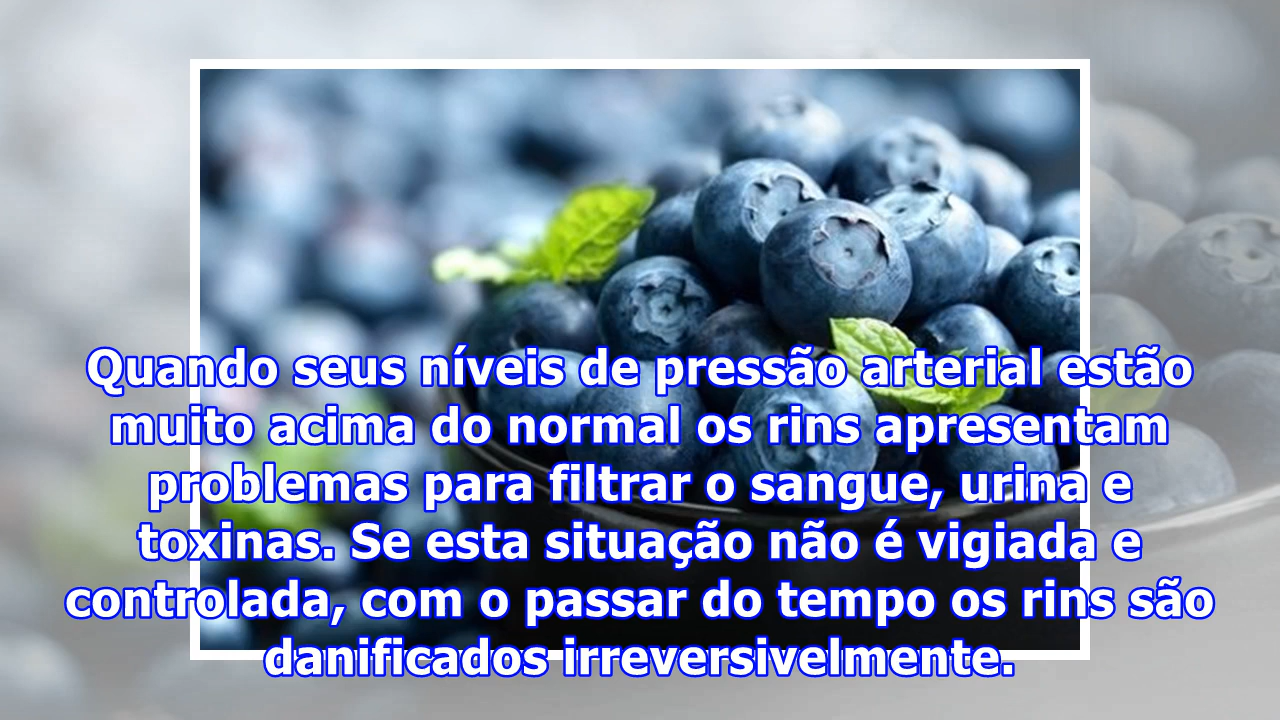 Quando seus níveis de pressão arterial estão
muito acima do normal os rins apresentam
problemas para filtrar o sangue, urina e
toxinas. Se esta situação não é vigiada e
controlada, com o passar do tempo os rins são
danificados irreversivelmente.